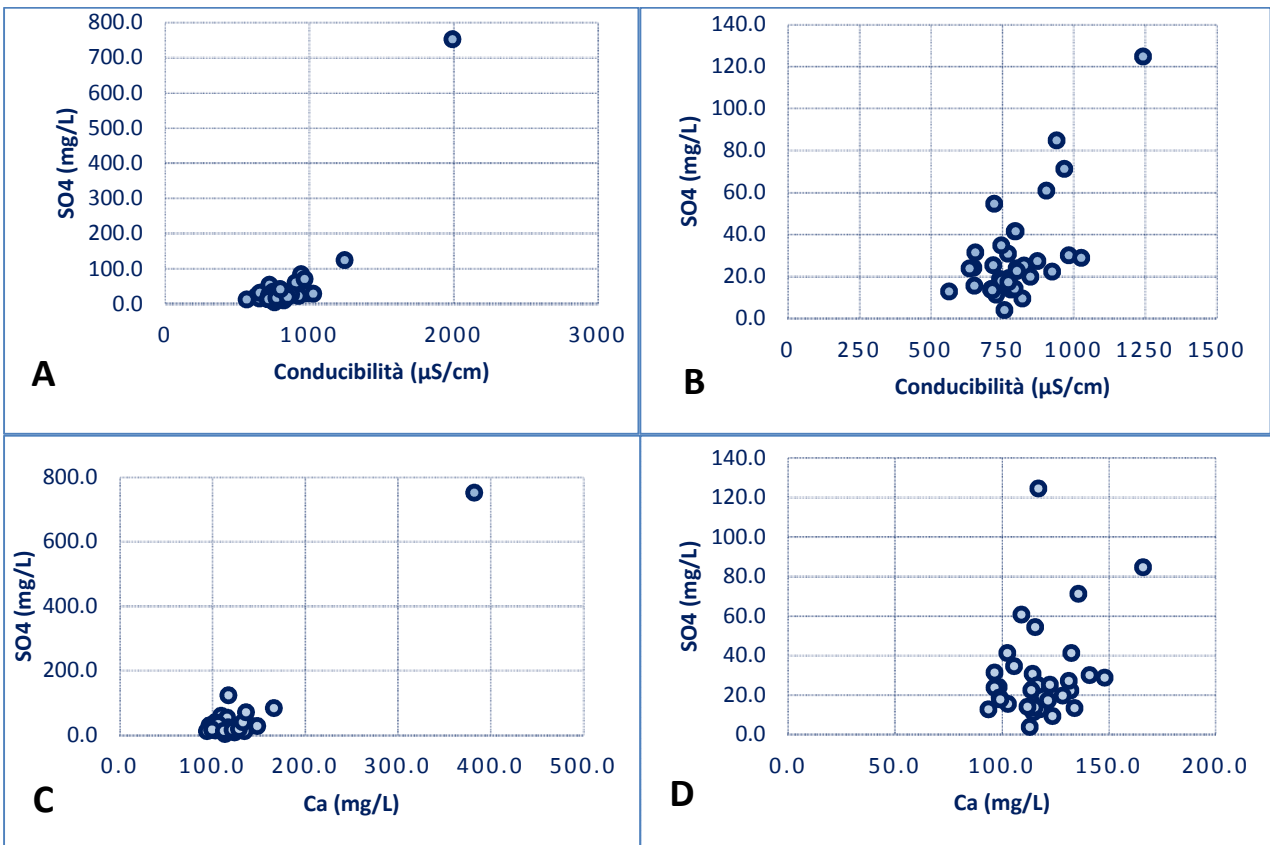 800.0
700.0
600.0
500.0
400.0
300.0
200.0
100.0
0.0
SO4 (mg/L)
0 1000 2000 3000
Conducibilità (µS/cm)
A
140.0
120.0
100.0
80.0
60.0
40.0
20.0
0.0
SO4 (mg/L)
0 250 500 750 1000 1250 1500
Conducibilità (µS/cm)
B
800.0
600.0
400.0
200.0
0.0
SO4 (mg/L)
0.0 100.0 200.0 300.0 400.0 500.0
Ca (mg/L)
C
140.0
120.0
100.0
80.0
60.0
40.0
20.0
0.0
SO4 (mg/L)
0.0 50.0 100.0 150.0 200.0
Ca (mg/L)
D